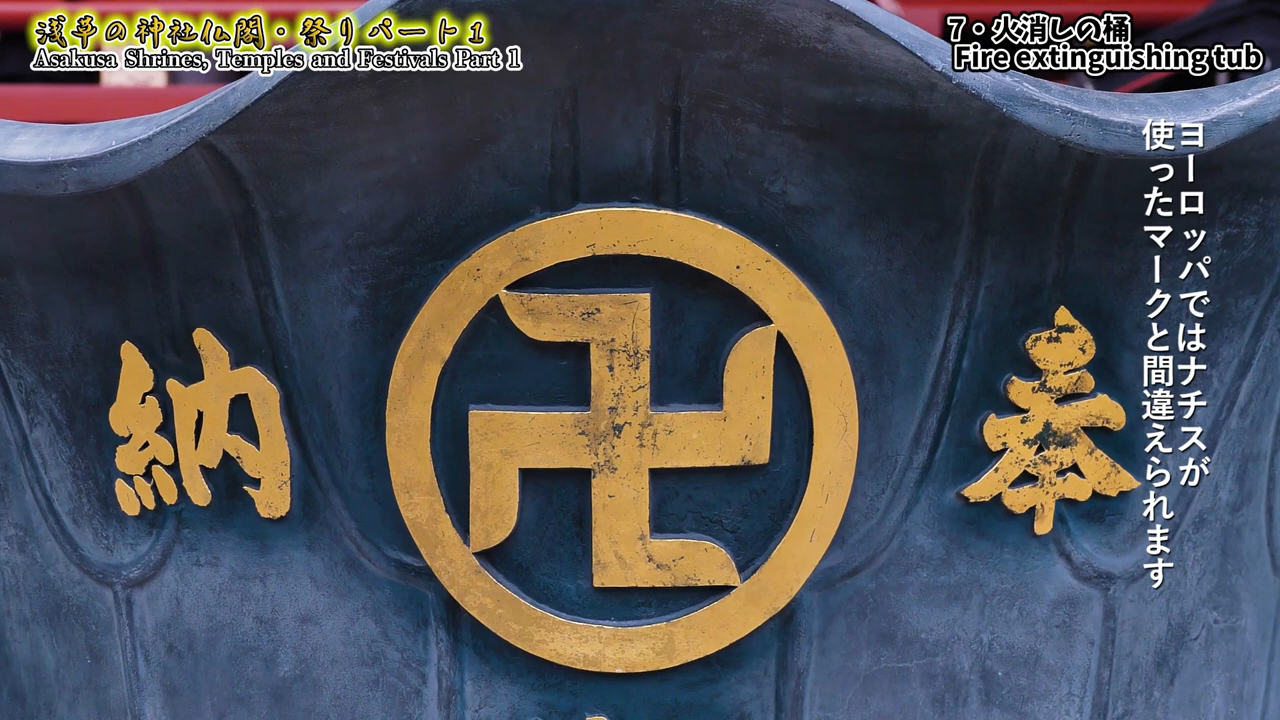 浅草の神社仏閣・祭りパート1
Asakusa Shrines, Temples and Festivals Part 1
7・火消しの桶
Fire extinguishing tub
ヨーロッパではナチスが
使ったマークと間違えられます
奉
卍
納